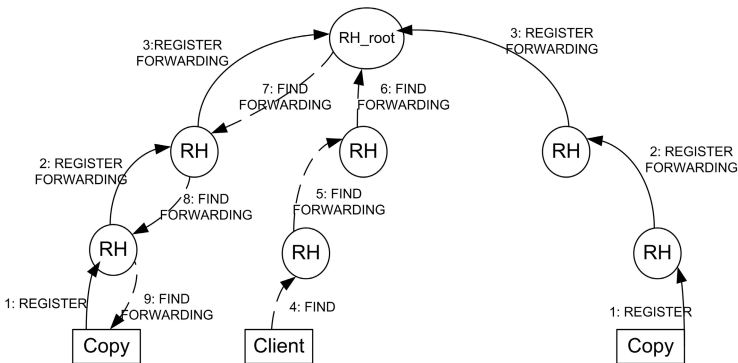 RH_root
3:REGISTER
FORWARDING
3: REGISTER
FORWARDING
7: FIND
FORWARDING
6: FIND
FORWARDING
RH
RH
RH
2: REGISTER
FORWARDING
2: REGISTER
FORWARDING
8: FIND
FORWARDING
5: FIND
FORWARDING
RH
RH
RH
1: REGISTER
9: FIND
FORWARDING
4: FIND
1: REGISTER
Copy
Client
Copy